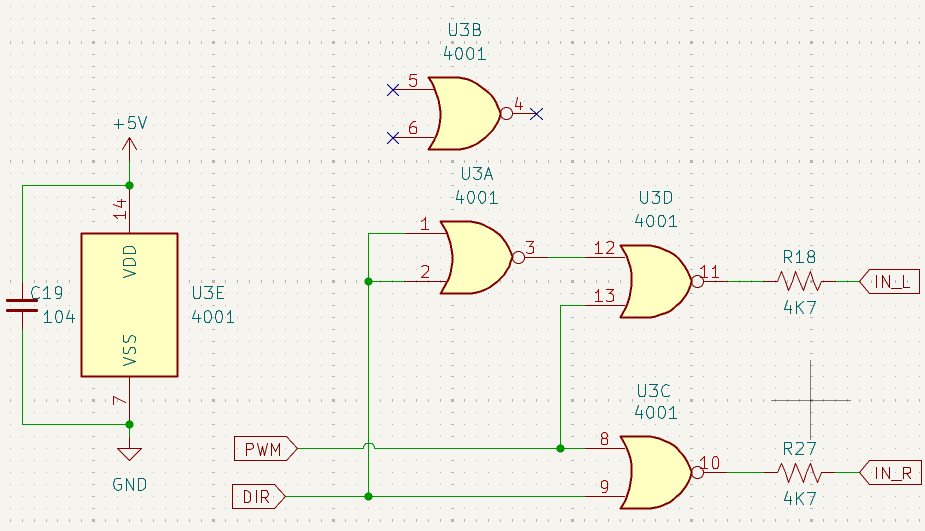 U3B
4001
5
4
6
+5V
14
VDD
C19
104
U3E
4001
VSS
7
GND
U3A
4001
1
2
3
U3D
4001
12
13
11
R18
4K7
IN_L
U3C
4001
PWM
DIR
8
9
10
R27
4K7
IN_R